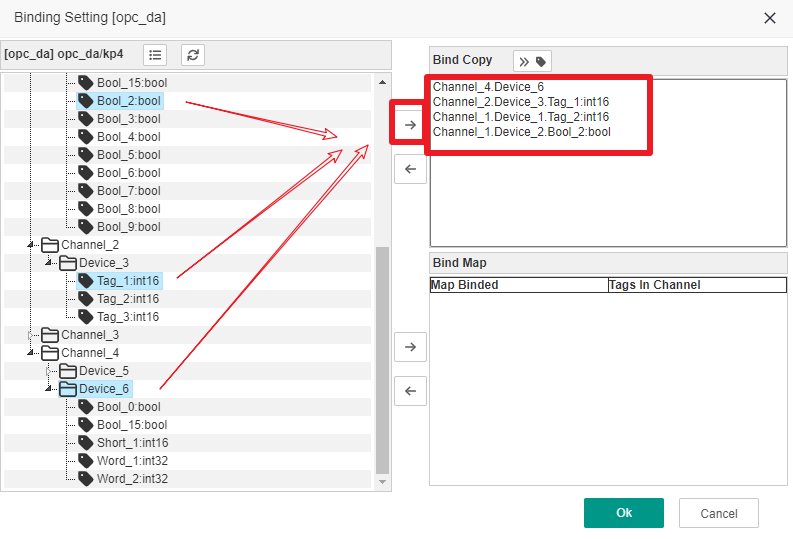 Binding Setting [opc_da]
[opc_da] opc_da/kp4
Bool_15:bool
Bool_2:bool
Bool_3:bool
Bool_4:bool
Bool_5:bool
Bool_6:bool
Bool_7:bool
Bool_8:bool
Bool_9:bool
Channel_2
Device_3
Tag_1:int16
Tag_2:int16
Tag_3:int16
Channel_3
Channel_4
Device_5
Device_6
Bool_0:bool
Bool_15:bool
Short_1:int16
Word_1:int32
Word_2:int32
Bind Copy
Channel_4.Device_6
Channel_2.Device_3.Tag_1:int16
Channel_1.Device_1.Tag_2:int16
Channel_1.Device_2.Bool_2:bool
Bind Map
Map Binded Tags In Channel
Ok Cancel